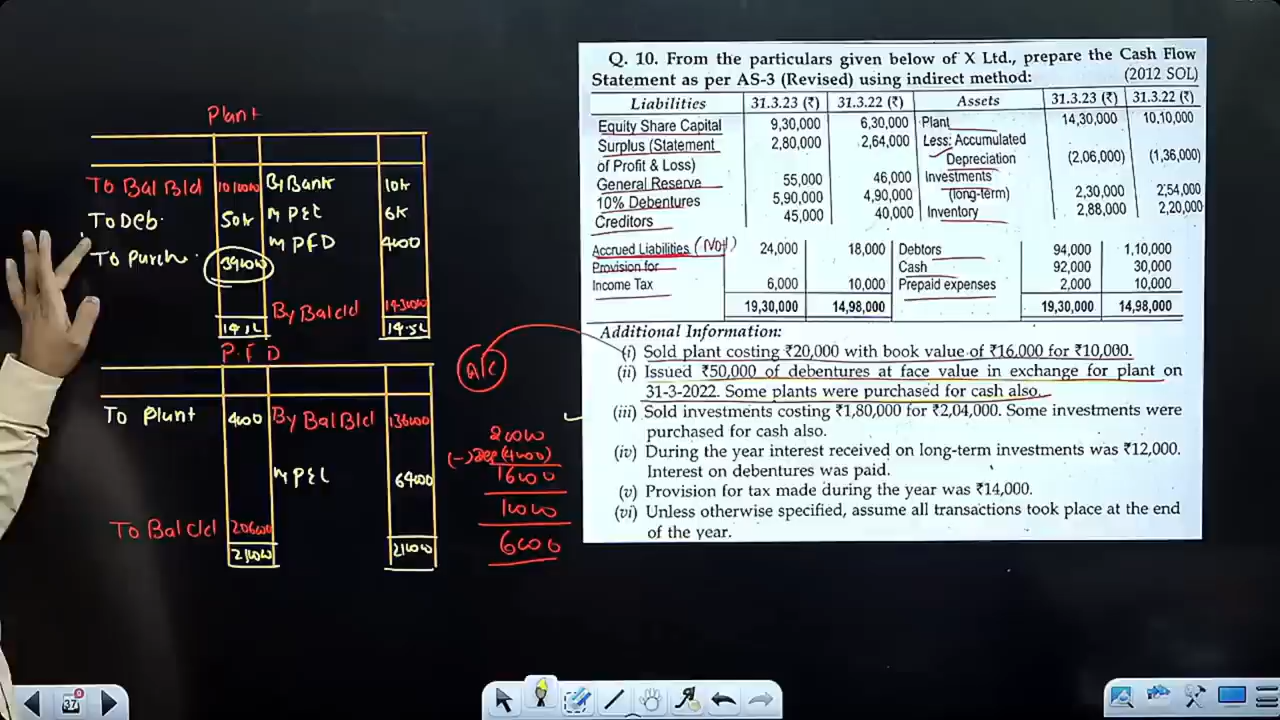 Plant
To Bal Bld 101000 By Bank 10k
To Deb. 50k " P&L 6k
To Purch. 394000 " PFD 4000
By Bal cld 1430000
14.5L 14.5L
P.F D
To Plant 4000 By Bal Bld 136000
" P&L 64000
To Bal Cld 206000
210000 210000
A/C
20000
(-) Dep (4000)
16000
10000
6000
Q. 10. From the particulars given below of X Ltd., prepare the Cash Flow
Statement as per AS-3 (Revised) using indirect method: (2012 SOL)
Liabilities 31.3.23 (₹) 31.3.22 (₹) Assets 31.3.23 (₹) 31.3.22 (₹)
Equity Share Capital 9,30,000 6,30,000 Plant 14,30,000 10,10,000
Surplus (Statement 2,80,000 2,64,000 Less: Accumulated
of Profit & Loss) Depreciation (2,06,000) (1,36,000)
General Reserve 55,000 46,000 Investments
10% Debentures 5,90,000 4,90,000 (long-term) 2,30,000 2,54,000
Creditors 45,000 40,000 Inventory 2,88,000 2,20,000
Accrued Liabilities (Not) 24,000 18,000 Debtors 94,000 1,10,000
Provision for Cash 92,000 30,000
Income Tax 6,000 10,000 Prepaid expenses 2,000 10,000
19,30,000 14,98,000 19,30,000 14,98,000
Additional Information:
(i) Sold plant costing ₹20,000 with book value of ₹16,000 for ₹10,000.
(ii) Issued ₹50,000 of debentures at face value in exchange for plant on
31-3-2022. Some plants were purchased for cash also.
(iii) Sold investments costing ₹1,80,000 for ₹2,04,000. Some investments were
purchased for cash also.
(iv) During the year interest received on long-term investments was ₹12,000.
Interest on debentures was paid.
(v) Provision for tax made during the year was ₹14,000.
(vi) Unless otherwise specified, assume all transactions took place at the end
of the year.
37